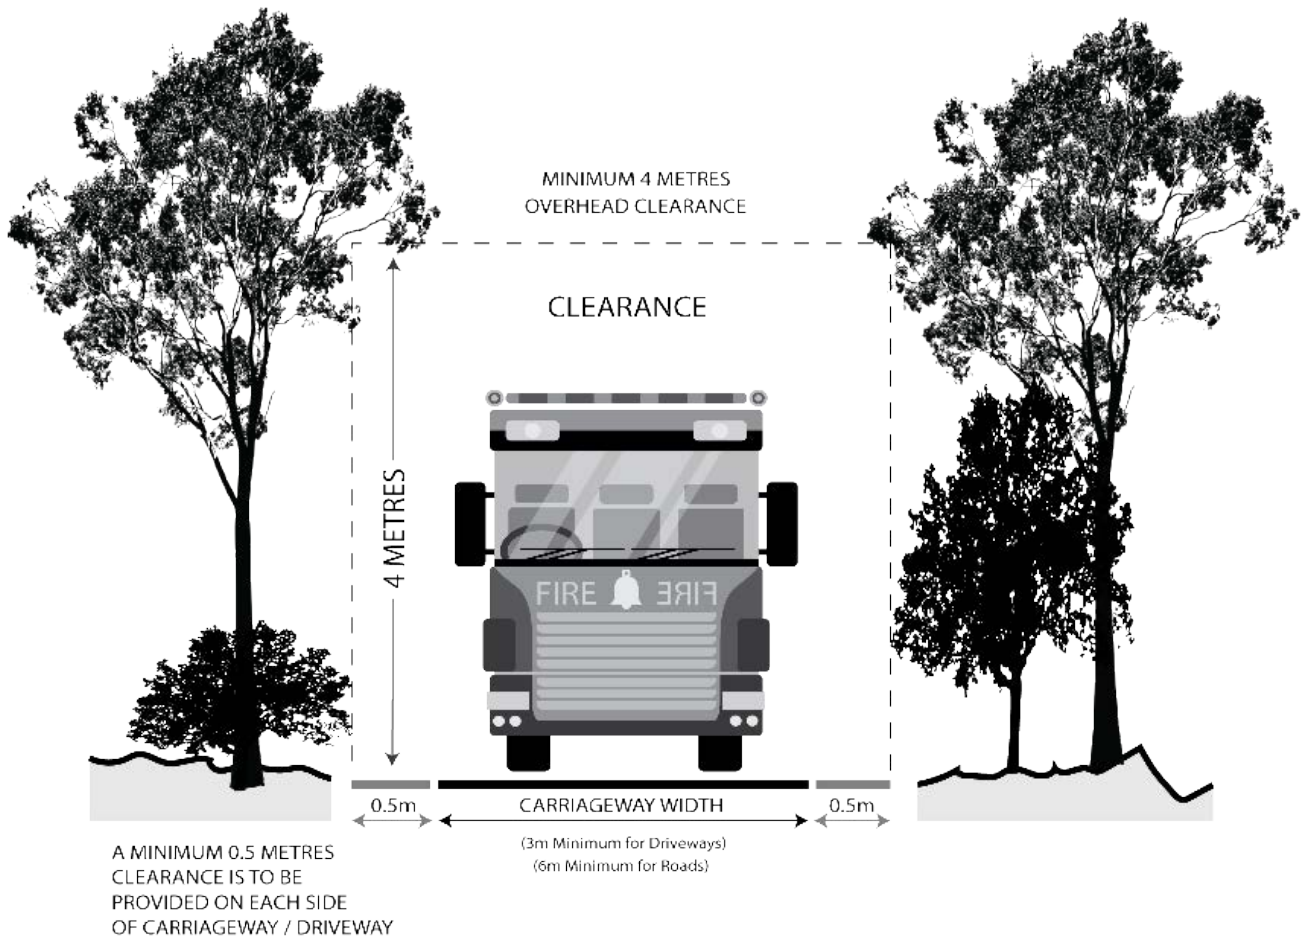 MINIMUM 4 METRES
OVERHEAD CLEARANCE
CLEARANCE
4 METRES
FIRE FIRE
0.5m CARRIAGEWAY WIDTH 0.5m
(3m Minimum for Driveways)
(6m Minimum for Roads)
A MINIMUM 0.5 METRES
CLEARANCE IS TO BE
PROVIDED ON EACH SIDE
OF CARRIAGEWAY / DRIVEWAY